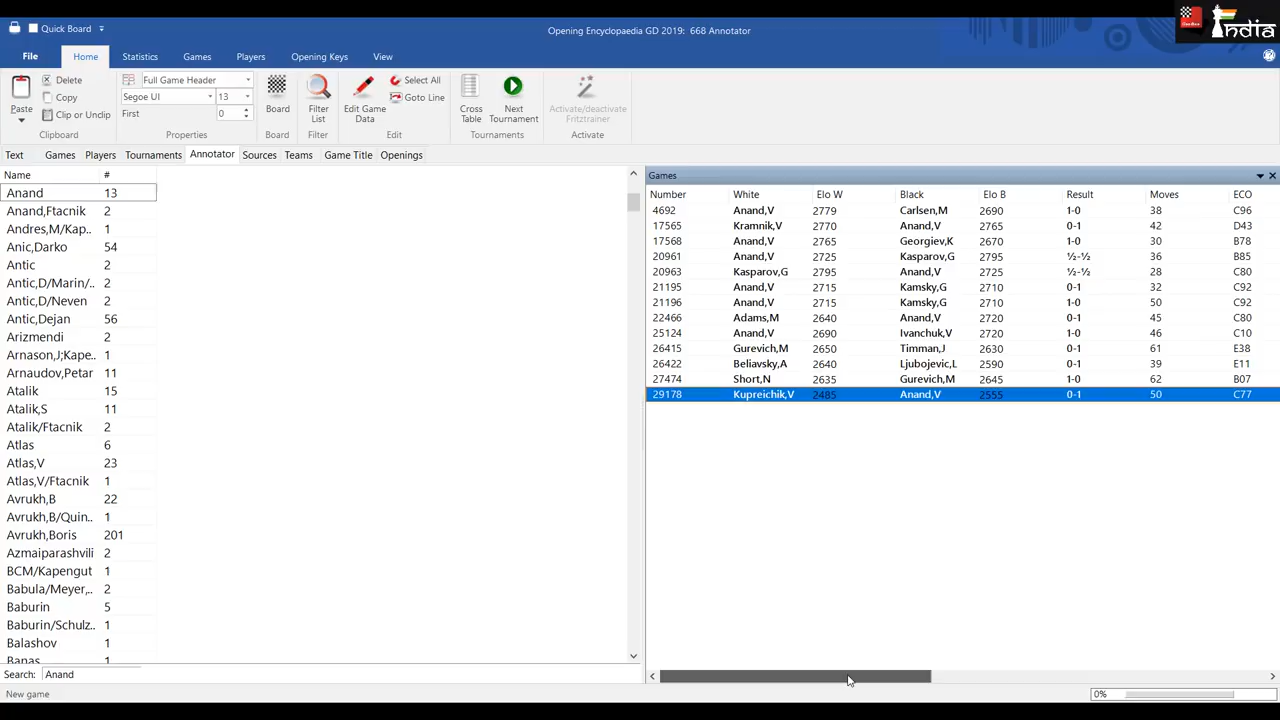 Quick Board
Opening Encyclopaedia GD 2019: 668 Annotator
India
File Home Statistics Games Players Opening Keys View
Paste
Delete
Copy
Clip or Undip
Clipboard
Full Game Header
Segoe UI 13
First 0
Properties
Board
Board
Filter List
Filter
Edit Game Data
Select All
Goto Line
Edit
Cross Table
Next Tournament
Tournaments
Activate/deactivate Fritztrainer
Activate
Text Games Players Tournaments Annotator Sources Teams Game Title Openings
Name #
Anand 13
Anand,Ftacnik 2
Andres,M/Kap.. 1
Anic,Darko 54
Antic 2
Antic,D/Marin/.. 2
Antic,D/Neven 2
Antic,Dejan 56
Arizmendi 2
Arnason,J;Kape.. 1
Arnaudov,Petar 11
Atalik 15
Atalik,S 11
Atalik/Ftacnik 2
Atlas 6
Atlas,V 23
Atlas,V/Ftacnik 1
Avrukh,B 22
Avrukh,B/Quin.. 1
Avrukh,Boris 201
Azmaiparashvili 2
BCM/Kapengut 1
Babula/Meyer,.. 2
Baburin 5
Baburin/Schulz.. 1
Balashov 1
Banas 1
Search: Anand
New game
Games
Number White Elo W Black Elo B Result Moves ECO
4692 Anand,V 2779 Carlsen,M 2690 1-0 38 C96
17565 Kramnik,V 2770 Anand,V 2765 0-1 42 D43
17568 Anand,V 2765 Georgiev,K 2670 1-0 30 B78
20961 Anand,V 2725 Kasparov,G 2795 ½-½ 36 B85
20963 Kasparov,G 2795 Anand,V 2725 ½-½ 28 C80
21195 Anand,V 2715 Kamsky,G 2710 0-1 32 C92
21196 Anand,V 2715 Kamsky,G 2710 1-0 50 C92
22466 Adams,M 2640 Anand,V 2720 0-1 45 C80
25124 Anand,V 2690 Ivanchuk,V 2720 1-0 46 C10
26415 Gurevich,M 2650 Timman,J 2630 0-1 61 E38
26422 Beliavsky,A 2640 Ljubojevic,L 2590 0-1 39 E11
27474 Short,N 2635 Gurevich,M 2645 1-0 62 B07
29178 Kupreichik,V 2485 Anand,V 2555 0-1 50 C77
0%